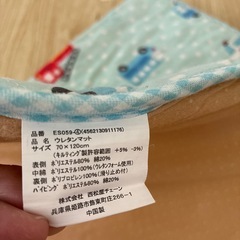 品番 ES059-④(4562130911176)
品名 ウレタンマット
サイズ 70×120cm
(キルティング製許容範囲 +5% -3%)
表側 ポリエステル80% 綿20%
中側 ポリエステル100%(ウレタンフォーム使用)
裏側 ポリプロピレン100%(滑り止め付)
パイピング ポリエステル80% 綿20%
株式会社 西松屋チェーン
兵庫県姫路市飾東町庄266-1
中国製